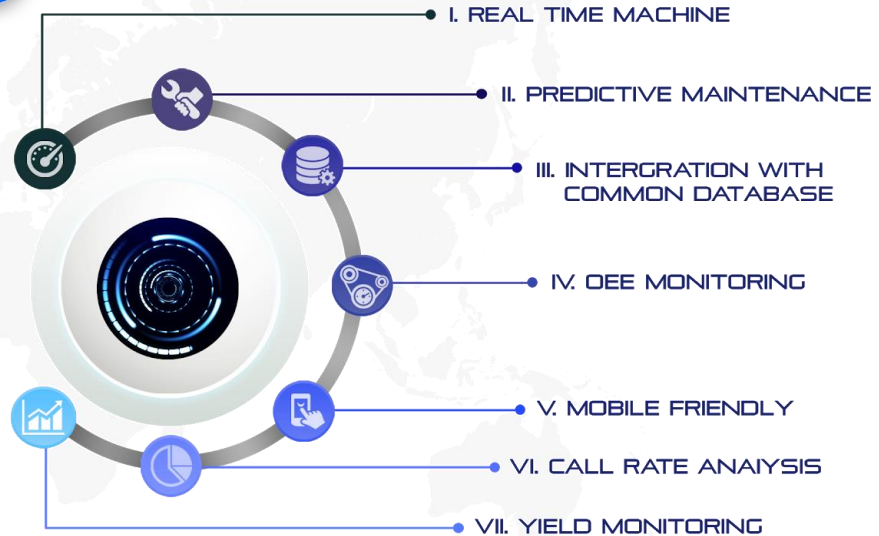 I. REAL TIME MACHINE
II. PREDICTIVE MAINTENANCE
III. INTERGRATION WITH
COMMON DATABASE
IV. OEE MONITORING
V. MOBILE FRIENDLY
VI. CALL RATE ANAIYSIS
VII. YIELD MONITORING